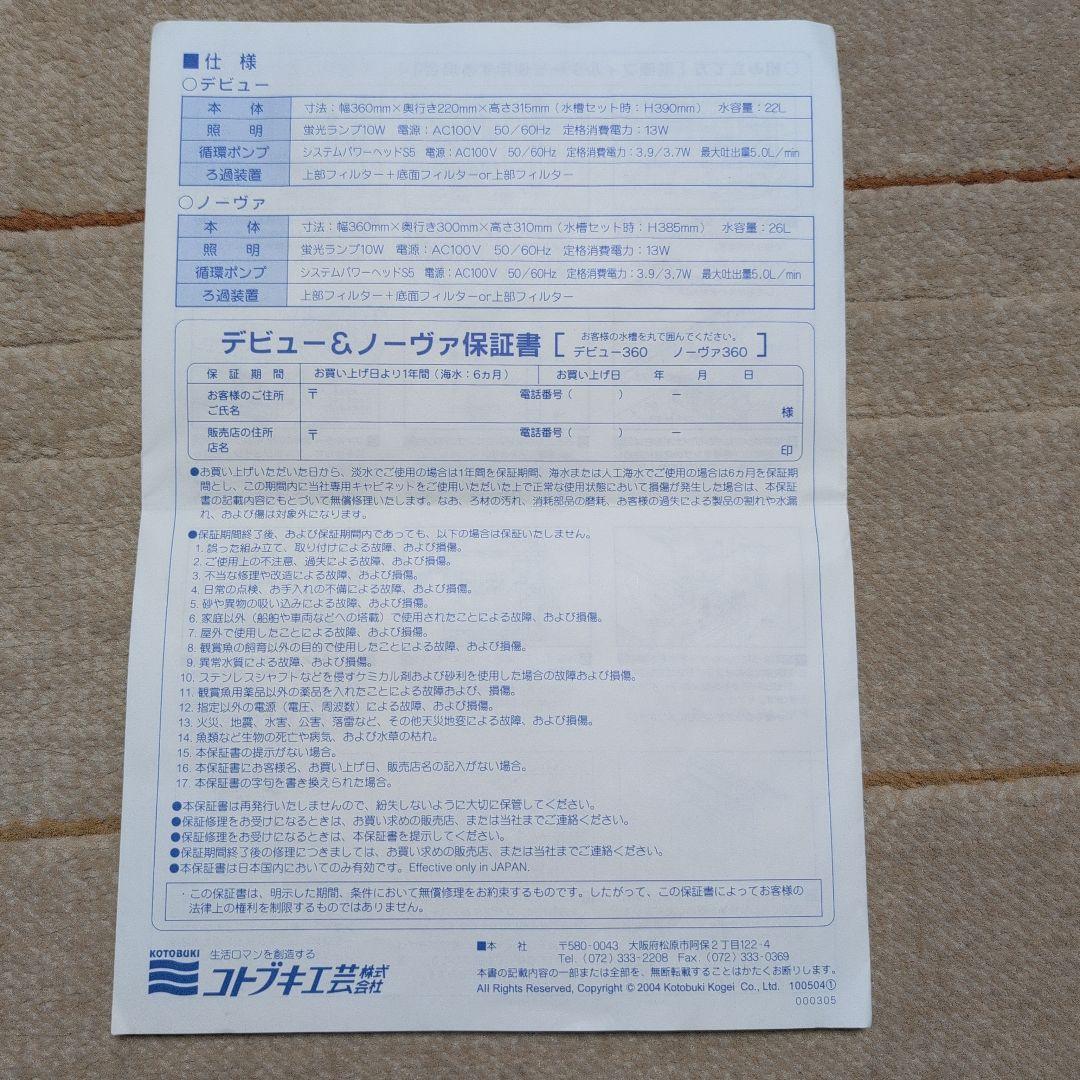 ■仕様
○デビュー
本体 寸法：幅360mm×奥行き220mm×高さ315mm（水槽セット時：H390mm） 水容量：22L
照明 蛍光ランプ10W 電源：AC100V 50／60Hz 定格消費電力：13W
循環ポンプ システムパワーヘッドS5 電源：AC100V 50／60Hz 定格消費電力：3.9／3.7W 最大吐出量5.0L／min
ろ過装置 上部フィルター＋底面フィルターor上部フィルター
○ノーヴァ
本体 寸法：幅360mm×奥行き300mm×高さ310mm（水槽セット時：H385mm） 水容量：26L
照明 蛍光ランプ10W 電源：AC100V 50／60Hz 定格消費電力：13W
循環ポンプ システムパワーヘッドS5 電源：AC100V 50／60Hz 定格消費電力：3.9／3.7W 最大吐出量5.0L／min
ろ過装置 上部フィルター＋底面フィルターor上部フィルター
デビュー＆ノーヴァ保証書［ お客様の水槽を丸で囲んでください。
デビュー360 ノーヴァ360 ］
保証期間 お買い上げ日より1年間（海水：6ヵ月） お買い上げ日 年 月 日
お客様のご住所 〒 電話番号（ ） ー
ご氏名 様
販売店の住所 〒 電話番号（ ） ー
店名 印
●お買い上げいただいた日から、淡水でご使用の場合は1年間を保証期間、海水または人工海水でご使用の場合は6ヵ月を保証期
間とし、この期間内に当社専用キャビネットをご使用いただいた上で正常な使用状態において損傷が発生した場合は、本保証
書の記載内容にもとづいて無償修理いたします。なお、ろ材の汚れ、消耗部品の磨耗、お客様の過失による製品の割れや水漏
れ、および傷は対象外になります。
●保証期間終了後、および保証期間内であっても、以下の場合は保証いたしません。
1. 誤った組み立て、取り付けによる故障、および損傷。
2. ご使用上の不注意、過失による故障、および損傷。
3. 不当な修理や改造による故障、および損傷。
4. 日常の点検、お手入れの不備による故障、および損傷。
5. 砂や異物の吸い込みによる故障、および損傷。
6. 家庭以外（船舶や車両などへの塔載）で使用されたことによる故障、および損傷。
7. 屋外で使用したことによる故障、および損傷。
8. 観賞魚の飼育以外の目的で使用したことによる故障、および損傷。
9. 異常水質による故障、および損傷。
10. ステンレスシャフトなどを侵すケミカル剤および砂利を使用した場合の故障および損傷。
11. 観賞魚用薬品以外の薬品を入れたことによる故障および、損傷。
12. 指定以外の電源（電圧、周波数）による故障、および損傷。
13. 火災、地震、水害、公害、落雷など、その他天災地変による故障、および損傷。
14. 魚類など生物の死亡や病気、および水草の枯れ。
15. 本保証書の提示がない場合。
16. 本保証書にお客様名、お買い上げ日、販売店名の記入がない場合。
17. 本保証書の字句を書き換えられた場合。
●本保証書は再発行いたしませんので、紛失しないように大切に保管してください。
●保証修理をお受けになるときは、お買い求めの販売店、または当社までご連絡ください。
●保証修理をお受けになるときは、本保証書を提示してください。
●保証期間終了後の修理につきましては、お買い求めの販売店、または当社までご連絡ください。
●本保証書は日本国内においてのみ有効です。Effective only in JAPAN.
・この保証書は、明示した期間、条件において無償修理をお約束するものです。したがって、この保証書によってお客様の
法律上の権利を制限するものではありません。
KOTOBUKI 生活ロマンを創造する
コトブキ工芸株式会社
■本社 〒580-0043 大阪府松原市阿保2丁目122-4
Tel.（072）333-2208 Fax.（072）333-0369
本書の記載内容の一部または全部を、無断転載することはかたくお断りします。
All Rights Reserved, Copyright © 2004 Kotobuki Kogei Co., Ltd. 100504①
000305